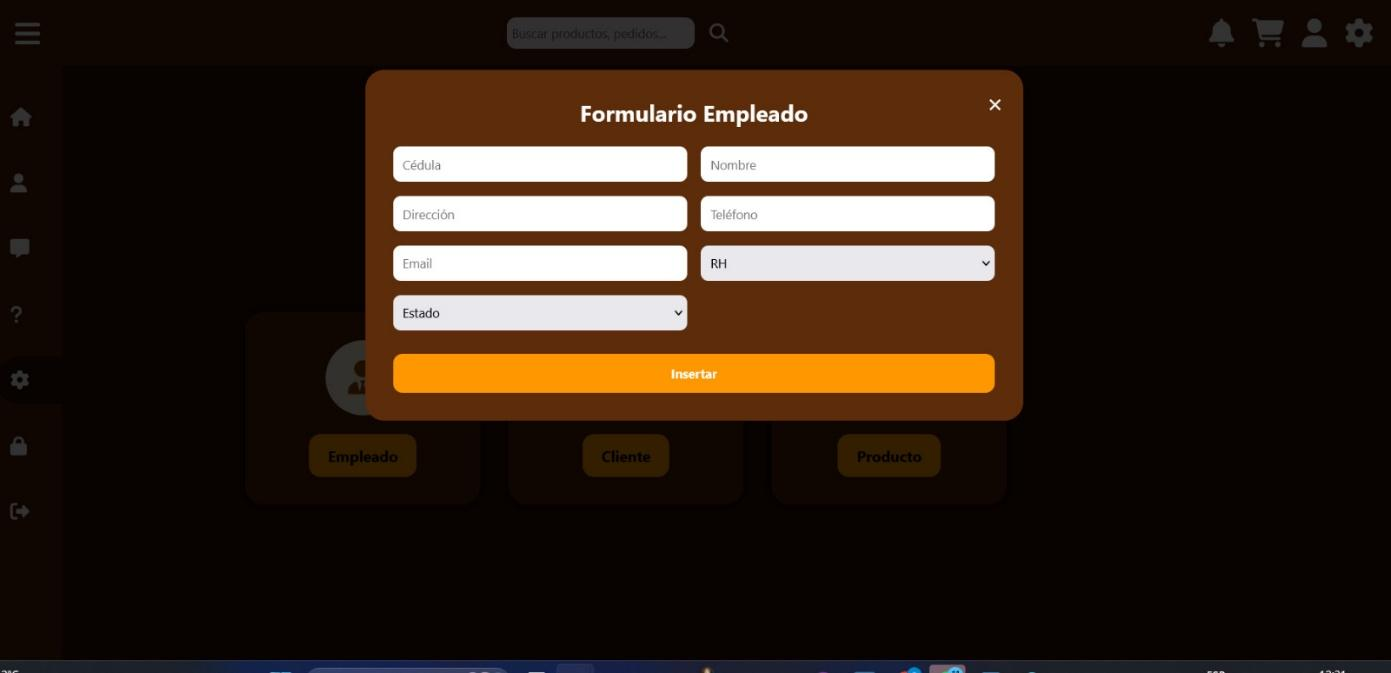 Buscar productos, pedidos...
Formulario Empleado
Cédula
Nombre
Dirección
Teléfono
Email
RH
Estado
Insertar
Empleado
Cliente
Producto